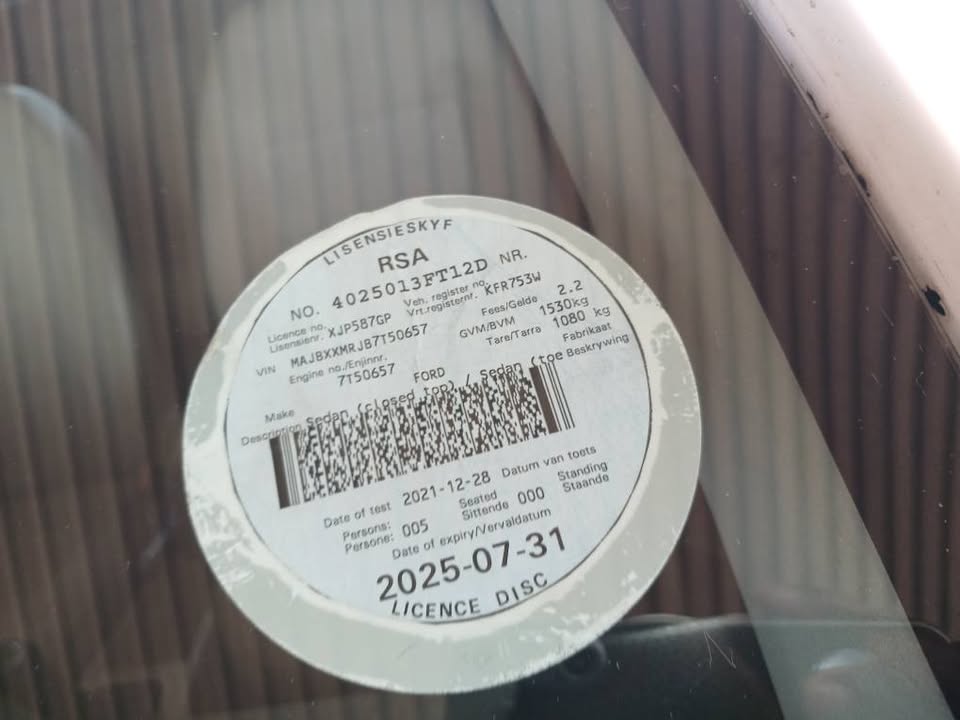 LISENSIESKYF
RSA
NO. 4025013FT12D NR.
Licence no. Lisensienr. XJP587GP Veh. register no. Vrt.registernr. KFR753W
VIN MAJBXXMRJB7T50657 Fees/Gelde 2.2
Engine no./Enjinnr. 7T50657 GVM/BVM 1530kg
Tare/Tarra 1080 kg
Make FORD Fabrikaat
Description Sedan (closed top) / Sedan (toe Beskrywing
Date of test 2021-12-28 Datum van toets
Persons: Persone: 005 Seated Sittende 000 Standing Staande
Date of expiry/Vervaldatum
2025-07-31
LICENCE DISC